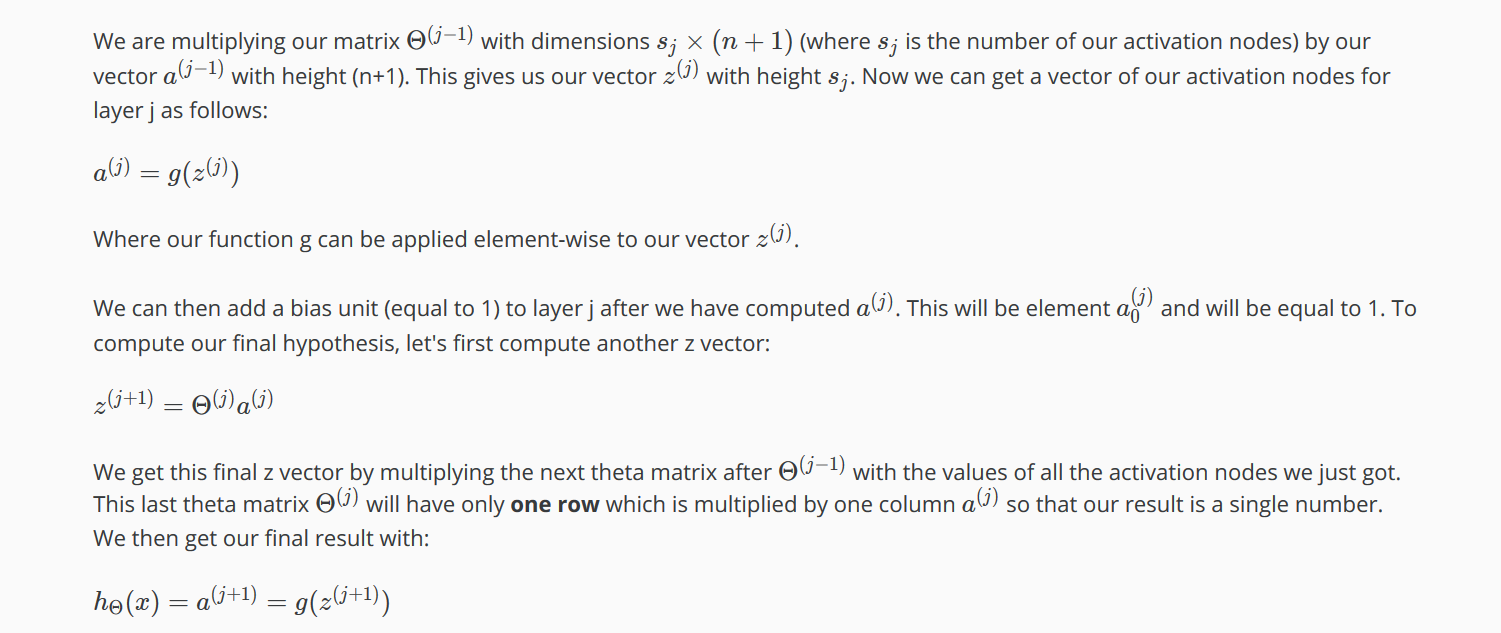 We are multiplying our matrix Θ^(j−1) with dimensions s_j × (n + 1) (where s_j is the number of our activation nodes) by our
vector a^(j−1) with height (n+1). This gives us our vector z^(j) with height s_j. Now we can get a vector of our activation nodes for
layer j as follows:
a^(j) = g(z^(j))
Where our function g can be applied element-wise to our vector z^(j).
We can then add a bias unit (equal to 1) to layer j after we have computed a^(j). This will be element a_0^(j) and will be equal to 1. To
compute our final hypothesis, let's first compute another z vector:
z^(j+1) = Θ^(j)a^(j)
We get this final z vector by multiplying the next theta matrix after Θ^(j−1) with the values of all the activation nodes we just got.
This last theta matrix Θ^(j) will have only one row which is multiplied by one column a^(j) so that our result is a single number.
We then get our final result with:
h_Θ(x) = a^(j+1) = g(z^(j+1))